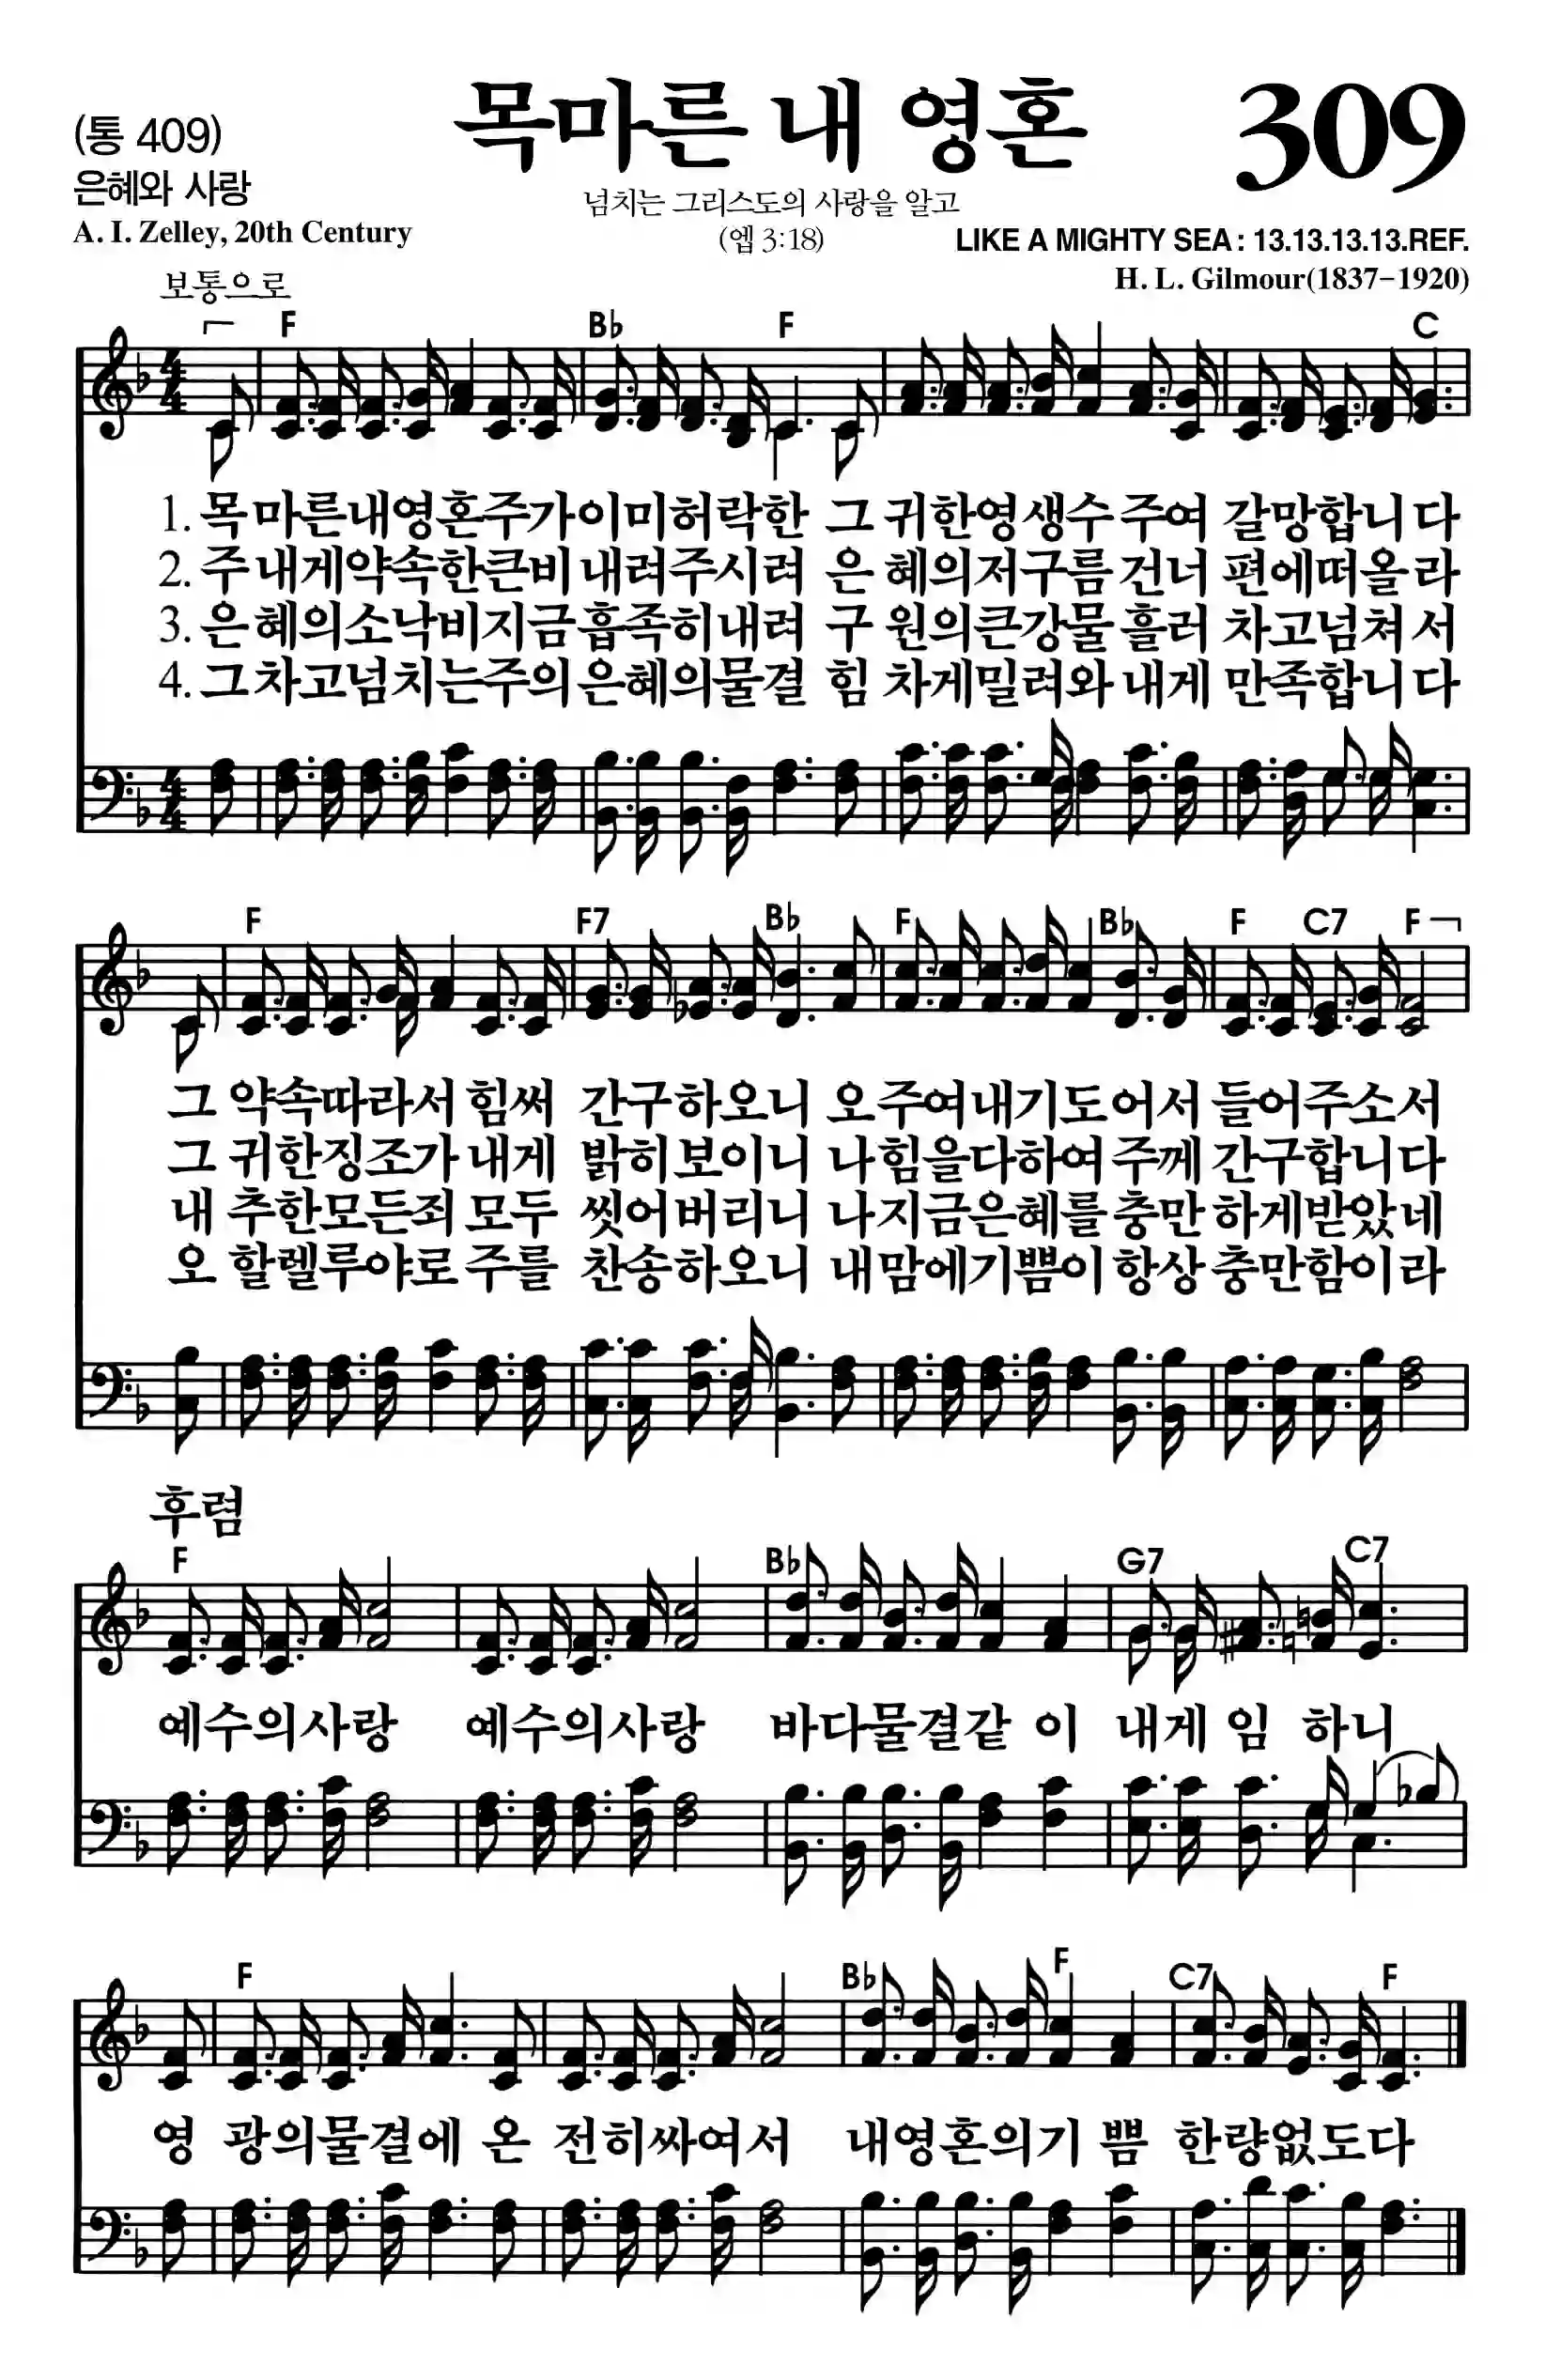 (통 409)
목마른 내 영혼
309
은혜와 사랑
넘치는 그리스도의 사랑을 알고
A. I. Zelley, 20th Century
(엡 3:18)
LIKE A MIGHTY SEA : 13.13.13.13.REF.
H. L. Gilmour(1837-1920)
보통으로
F B♭ F C
1. 목마른내영혼주가이미허락한 그 귀한영생수주여 갈망합니다
2. 주내게약속한큰비내려주시려 은 혜의저구름건너 편에떠올라
3. 은혜의소낙비지금흡족히내려 구 원의큰강물흘러 차고넘쳐서
4. 그차고넘치는주의은혜의물결 힘 차게밀려와내게 만족합니다
F F7 B♭ F B♭ F C7 F
그 약속따라서 힘써 간구하오니 오주여내기도어서 들어주소서
그 귀한징조가 내게 밝히보이니 나힘을다하여주께 간구합니다
내 추한모든죄 모두 씻어버리니 나지금은혜를충만 하게받았네
오 할렐루야로 주를 찬송하오니 내맘에기쁨이항상 충만함이라
후렴
F B♭ G7 C7
예수의사랑 예수의사랑 바다물결같 이 내게 임 하니
F B♭ F C7 F
영 광의물결에 온 전히싸여서 내영혼의기 쁨 한량없도다